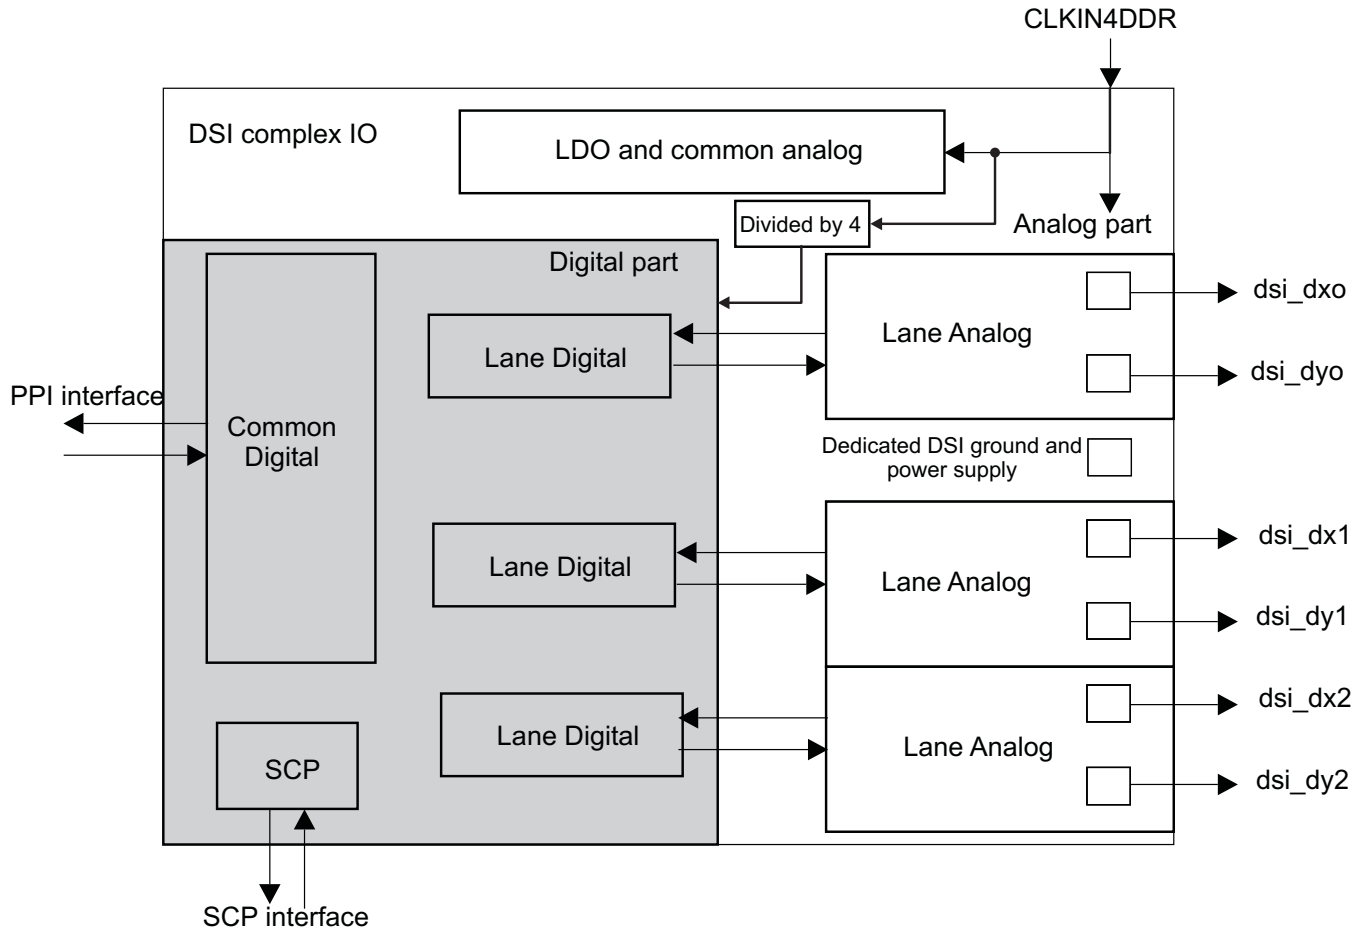 CLKIN4DDR
DSI complex IO
LDO and common analog
Divided by 4
Analog part
Digital part
dsi_dxo
Lane Analog
Lane Digital
dsi_dyo
PPI interface
Common
Digital
Dedicated DSI ground and
power supply
dsi_dx1
Lane Digital
Lane Analog
dsi_dy1
dsi_dx2
Lane Digital
Lane Analog
SCP
dsi_dy2
SCP interface